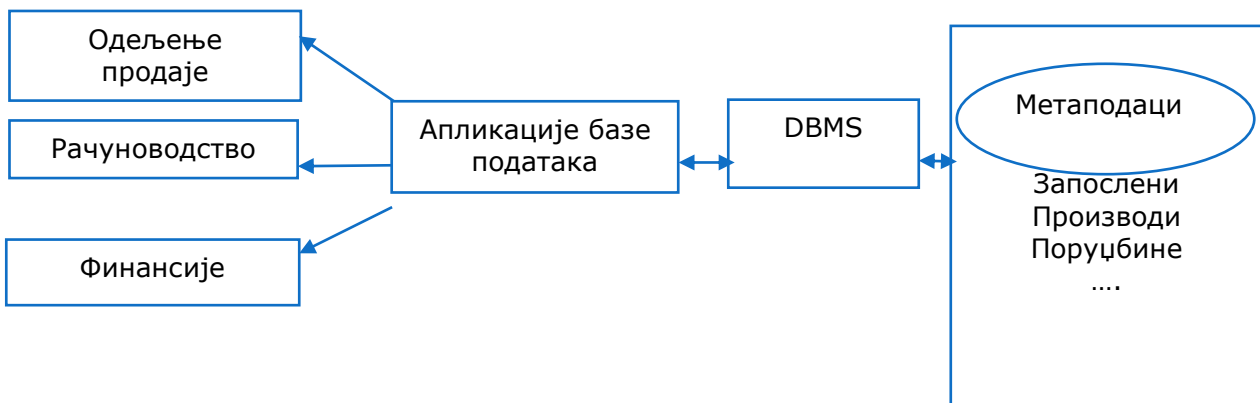 Одељење
продаје
Рачуноводство
Финансије
Апликације базе
података
DBMS
Метаподаци
Запослени
Производи
Поруџбине
….